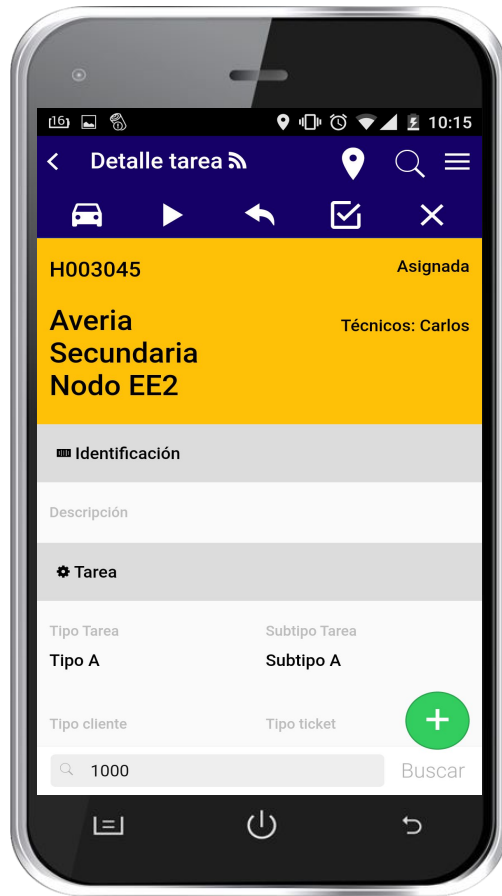 16
10:15
Detalle tarea
H003045
Asignada
Averia
Secundaria
Nodo EE2
Técnicos: Carlos
Identificación
Descripción
Tarea
Tipo Tarea
Subtipo Tarea
Tipo A
Subtipo A
Tipo cliente
Tipo ticket
1000
Buscar